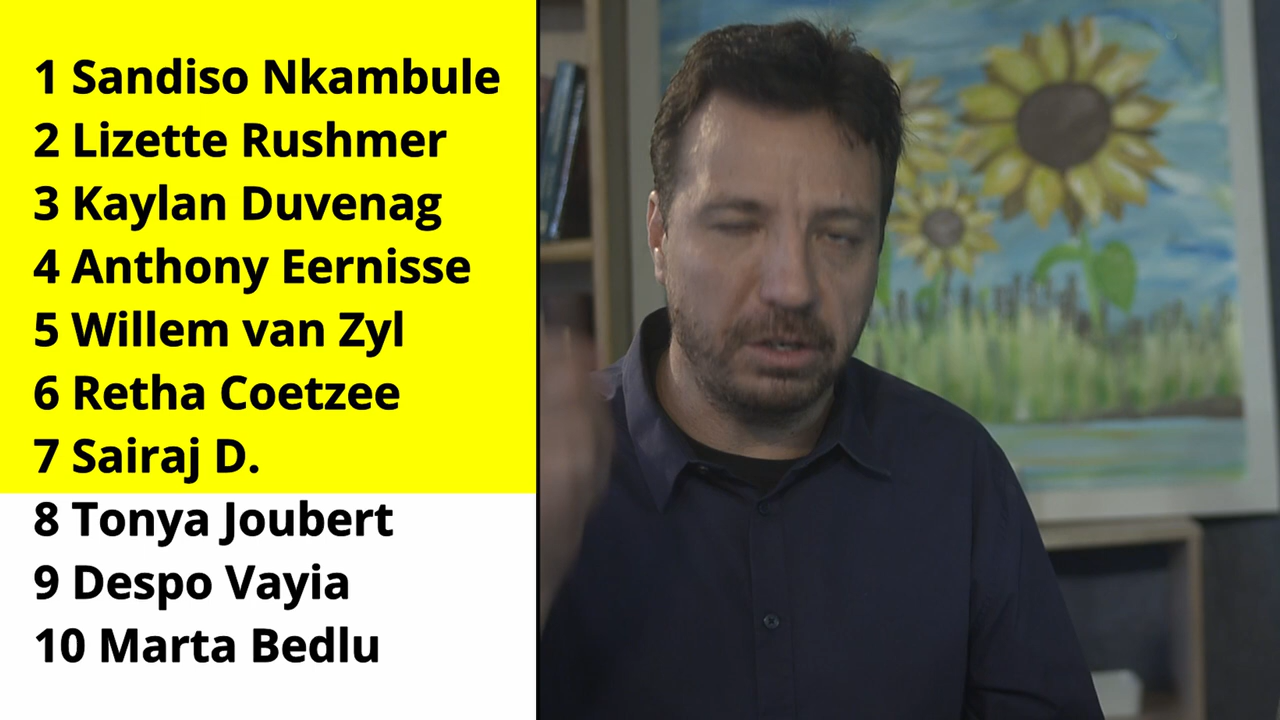 1 Sandiso Nkambule
2 Lizette Rushmer
3 Kaylan Duvenag
4 Anthony Eernisse
5 Willem van Zyl
6 Retha Coetzee
7 Sairaj D.
8 Tonya Joubert
9 Despo Vayia
10 Marta Bedlu